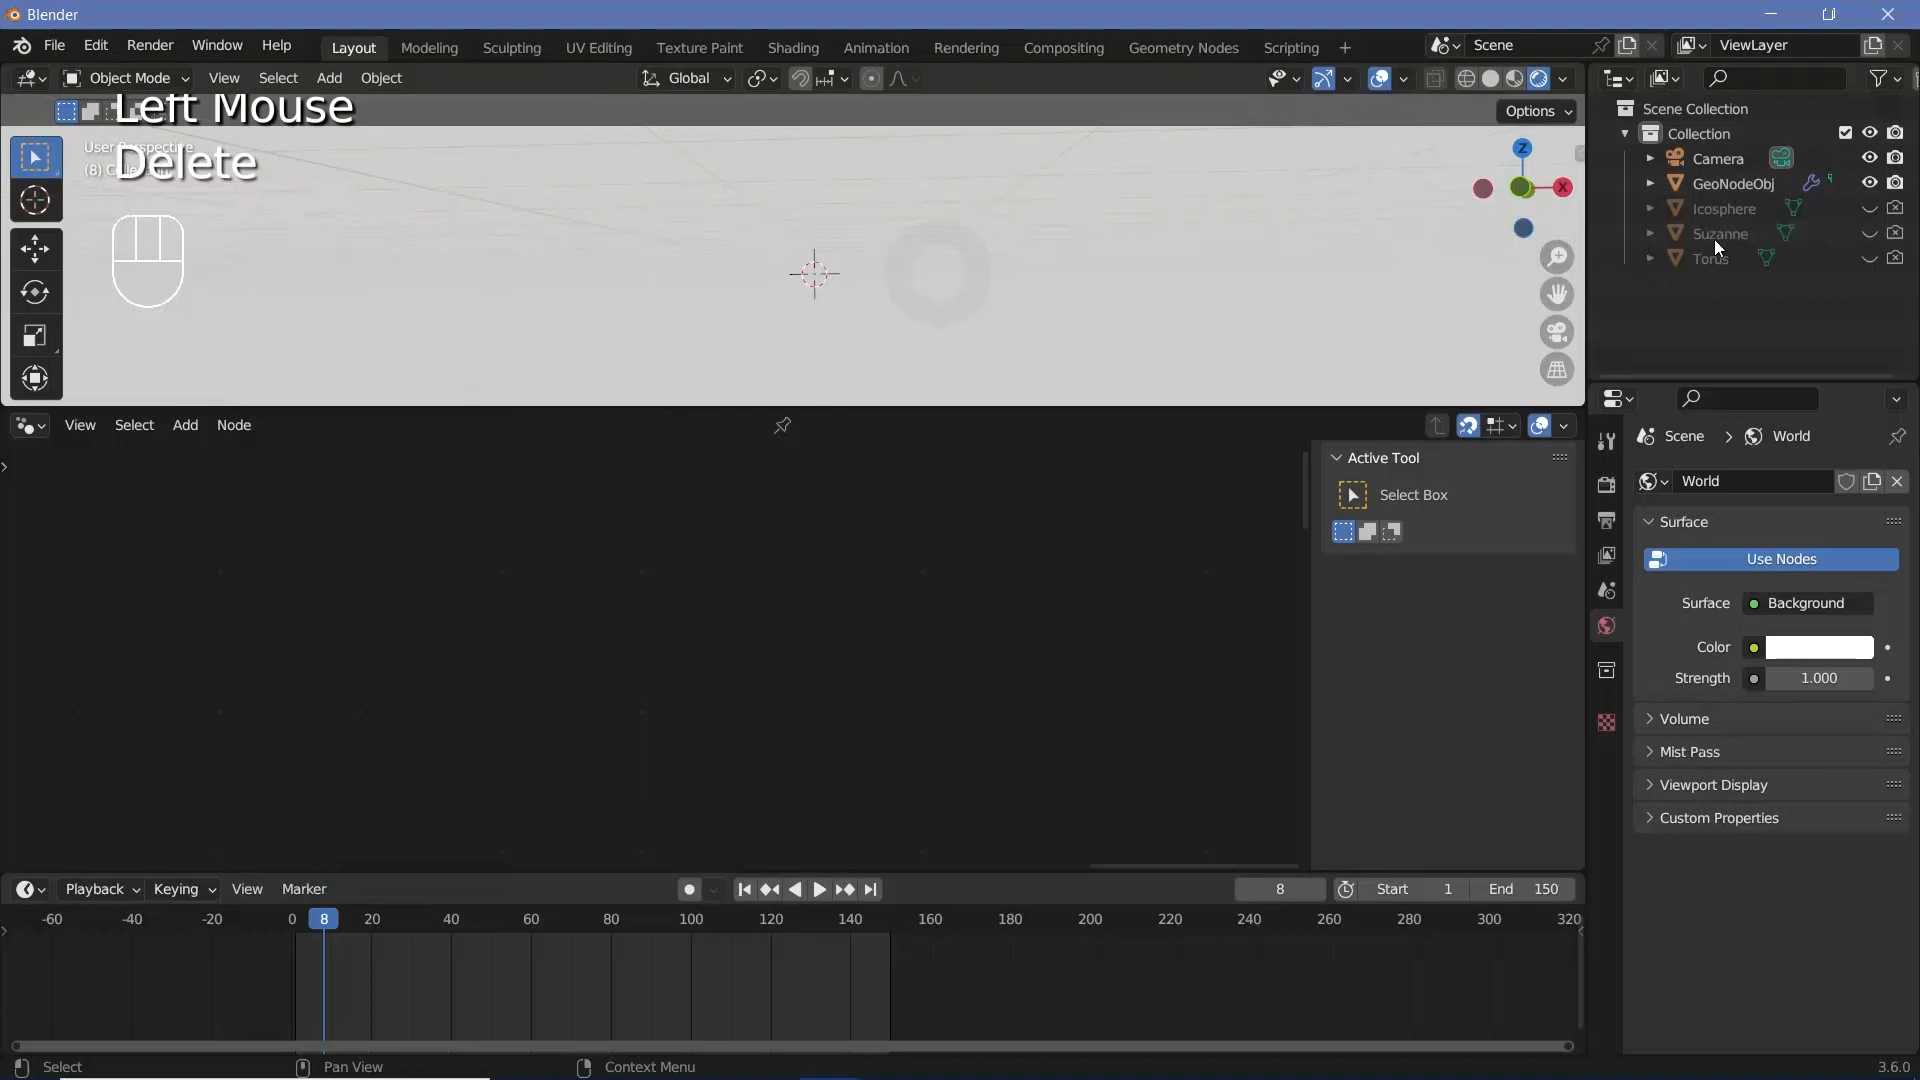 Blender
File Edit Render Window Help Layout Modeling Sculpting UV Editing Texture Paint Shading Animation Rendering Compositing Geometry Nodes Scripting + Scene ViewLayer
Object Mode View Select Add Object Global
Left Mouse Options
User Perspective
Delete
(8)
Z
X
Scene Collection
Collection
Camera
GeoNodeObj
Icosphere
Suzanne
Torus
View Select Add Node
Active Tool
Select Box
Scene > World
World
Surface
Use Nodes
Surface Background
Color
Strength 1.000
Volume
Mist Pass
Viewport Display
Custom Properties
Playback Keying View Marker 8 Start 1 End 150
-60 -40 -20 0 8 20 40 60 80 100 120 140 160 180 200 220 240 260 280 300 320
Select Pan View Context Menu 3.6.0